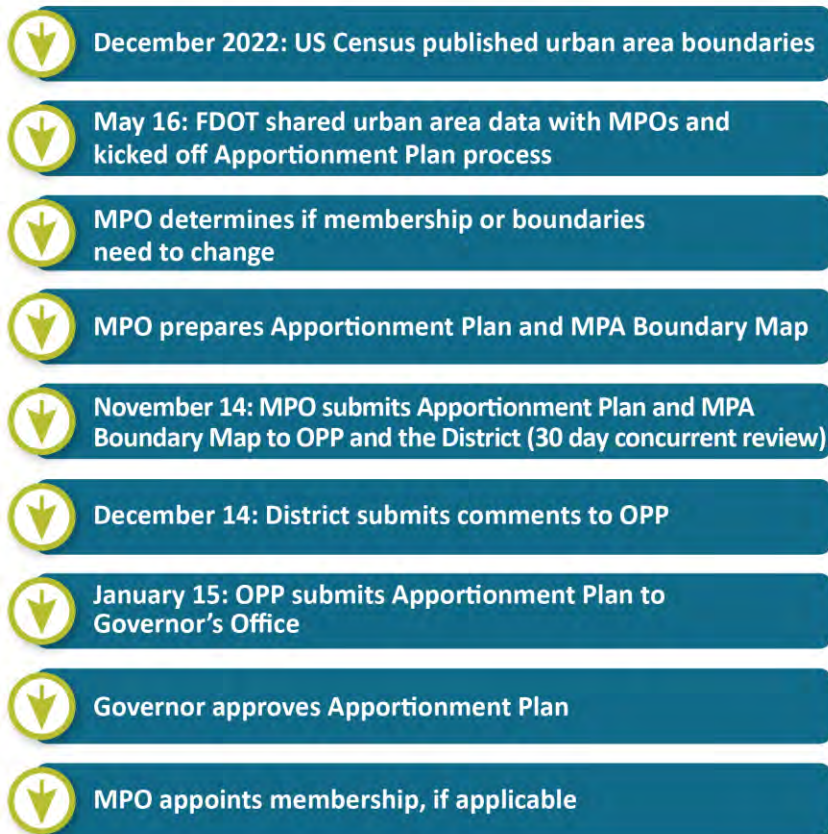 December 2022: US Census published urban area boundaries
May 16: FDOT shared urban area data with MPOs and
kicked off Apportionment Plan process
MPO determines if membership or boundaries
need to change
MPO prepares Apportionment Plan and MPA Boundary Map
November 14: MPO submits Apportionment Plan and MPA
Boundary Map to OPP and the District (30 day concurrent review)
December 14: District submits comments to OPP
January 15: OPP submits Apportionment Plan to
Governor's Office
Governor approves Apportionment Plan
MPO appoints membership, if applicable